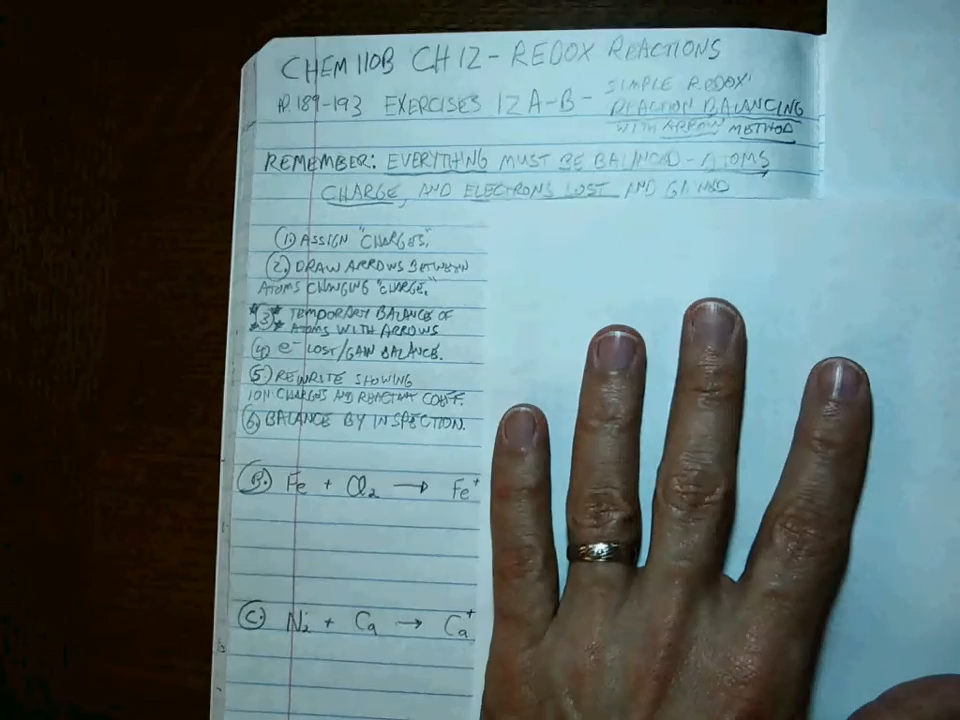 CHEM 110B CH 12 - REDOX REACTIONS
P. 189-193 EXERCISES 12 A-B - SIMPLE REDOX
REACTION BALANCING
WITH ARROW METHOD
REMEMBER: EVERYTHING MUST BE BALANCED - ATOMS
CHARGE, AND ELECTRONS LOST AND GAINED
(1.) ASSIGN "CHARGES."
(2.) DRAW ARROWS BETWEEN
ATOMS CHANGING "CHARGE."
*(3)* TEMPORARY BALANCE OF
ATOMS WITH ARROWS
(4) e⁻ LOST/GAIN BALANCE.
(5) REWRITE SHOWING
ION CHARGES AND REACTANT COEFF.
(6) BALANCE BY INSPECTION.
(B.) Fe + Cl₂ → Fe⁺
(C.) N₂ + Ca → Ca⁺